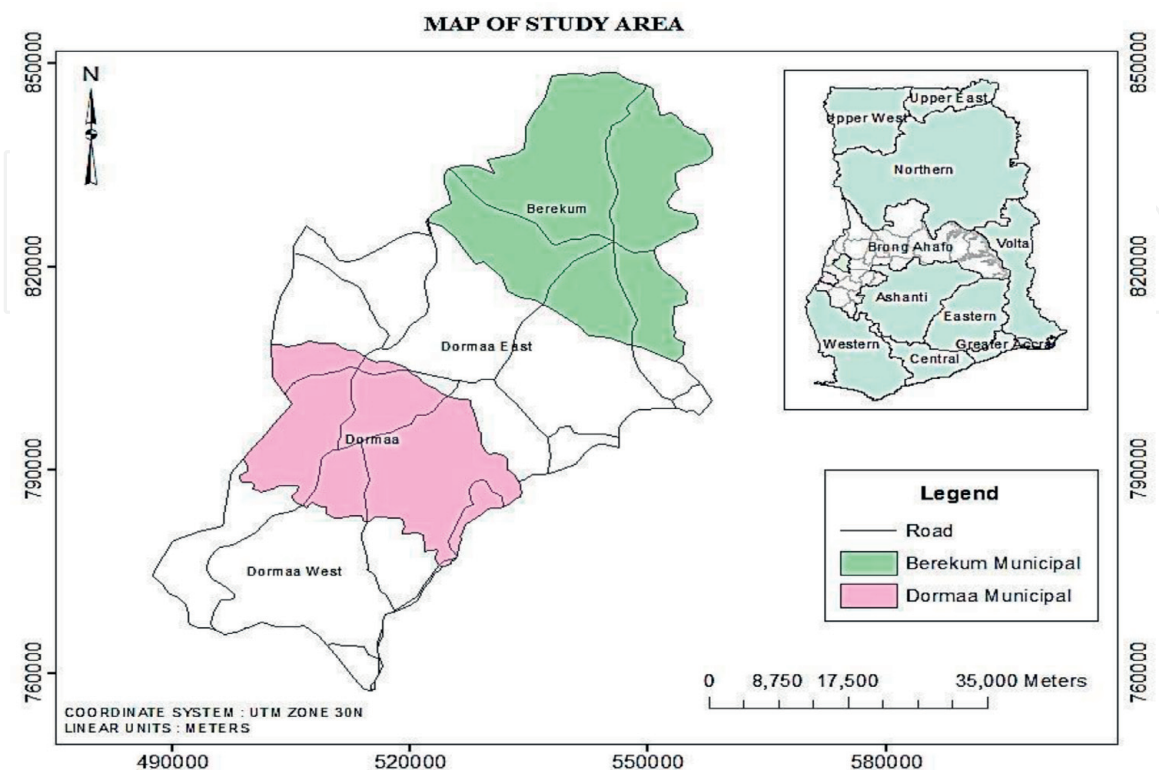 MAP OF STUDY AREA
850000
820000
790000
760000
N
Berekum
Dormaa East
Dormaa
Dormaa West
COORDINATE SYSTEM : UTM ZONE 30N
LINEAR UNITS : METERS
Upper East
Upper West
Northern
Brong Ahafo
Volta
Ashanti
Eastern
Western
Greater Accra
Central
850000
820000
790000
760000
Legend
Road
Berekum Municipal
Dormaa Municipal
0 8,750 17,500 35,000 Meters
490000 520000 550000 580000